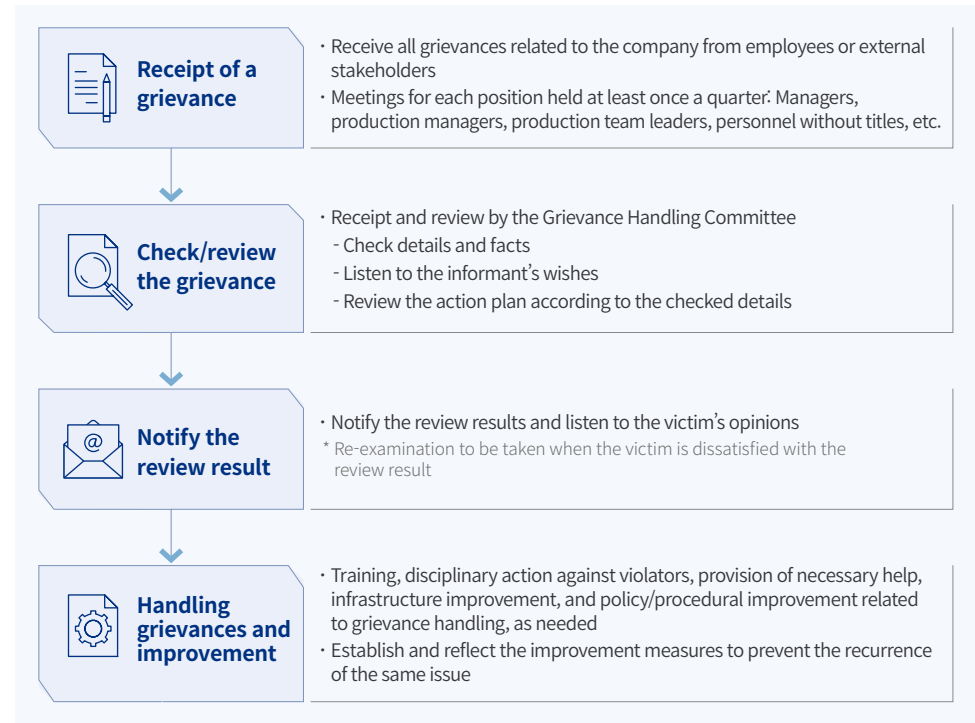 Receipt of a
grievance
· Receive all grievances related to the company from employees or external
stakeholders
· Meetings for each position held at least once a quarter: Managers,
production managers, production team leaders, personnel without titles, etc.
Check/review
the grievance
· Receipt and review by the Grievance Handling Committee
- Check details and facts
- Listen to the informant's wishes
- Review the action plan according to the checked details
@
Notify the
review result
· Notify the review results and listen to the victim's opinions
* Re-examination to be taken when the victim is dissatisfied with the
review result
Handling
grievances and
improvement
· Training, disciplinary action against violators, provision of necessary help,
infrastructure improvement, and policy/procedural improvement related
to grievance handling, as needed
· Establish and reflect the improvement measures to prevent the recurrence
of the same issue